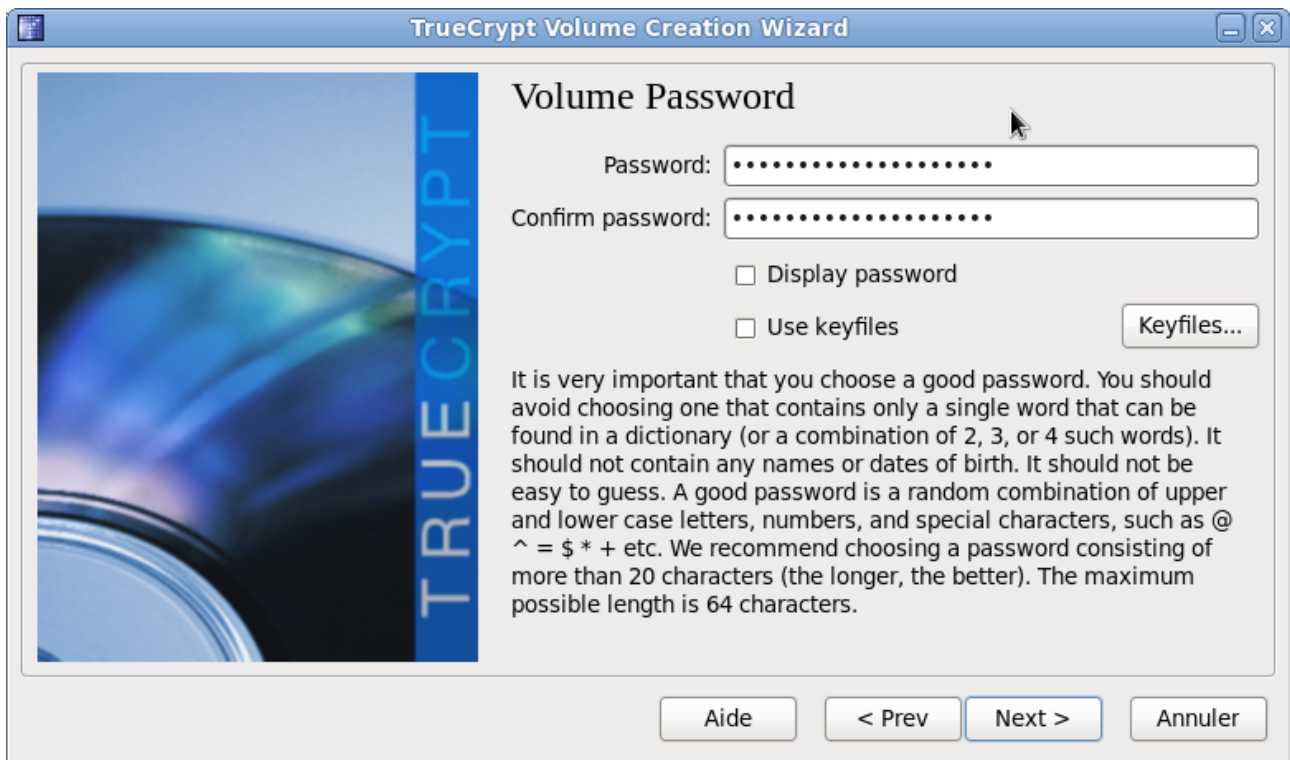 TrueCrypt Volume Creation Wizard
TRUECRYPT
Volume Password
Password: ••••••••••••••••••••
Confirm password: ••••••••••••••••••••
Display password
Use keyfiles
Keyfiles...
It is very important that you choose a good password. You should
avoid choosing one that contains only a single word that can be
found in a dictionary (or a combination of 2, 3, or 4 such words). It
should not contain any names or dates of birth. It should not be
easy to guess. A good password is a random combination of upper
and lower case letters, numbers, and special characters, such as @
^ = $ * + etc. We recommend choosing a password consisting of
more than 20 characters (the longer, the better). The maximum
possible length is 64 characters.
Aide
< Prev
Next >
Annuler